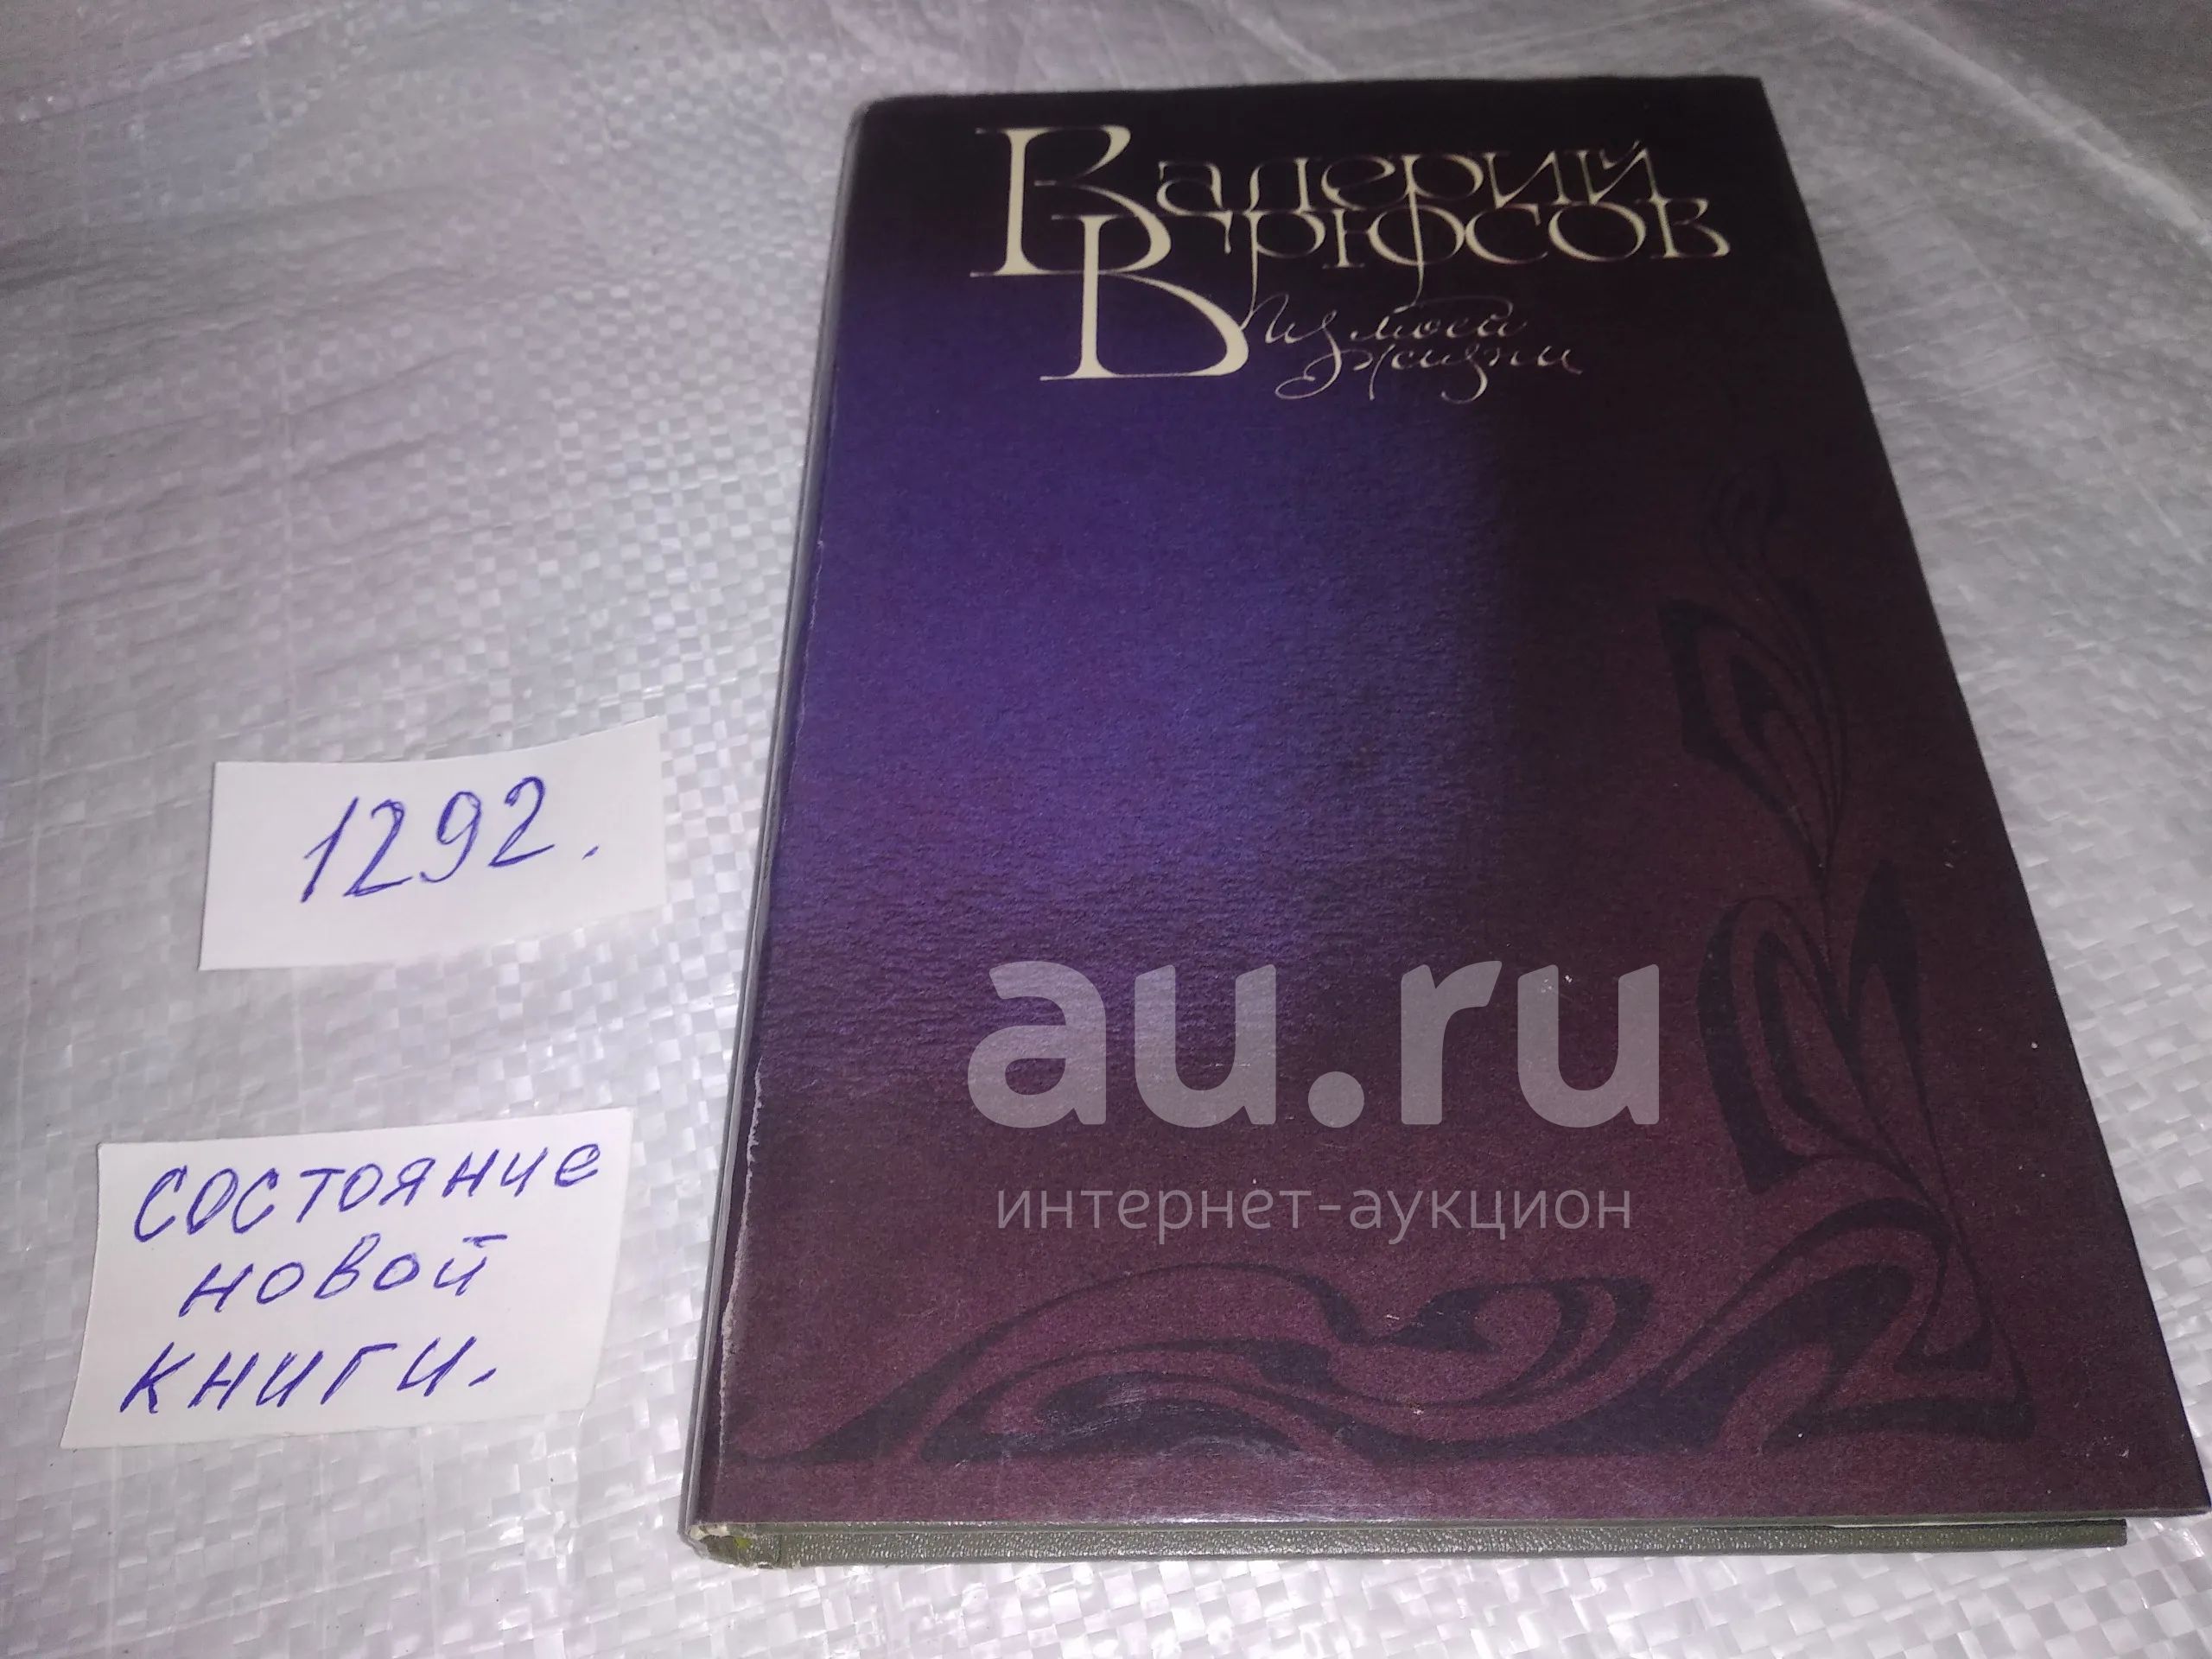 Валерий
Брюсов
Из моей
жизни
1292.
состояние
новой
книги.
au.ru
интернет-аукцион